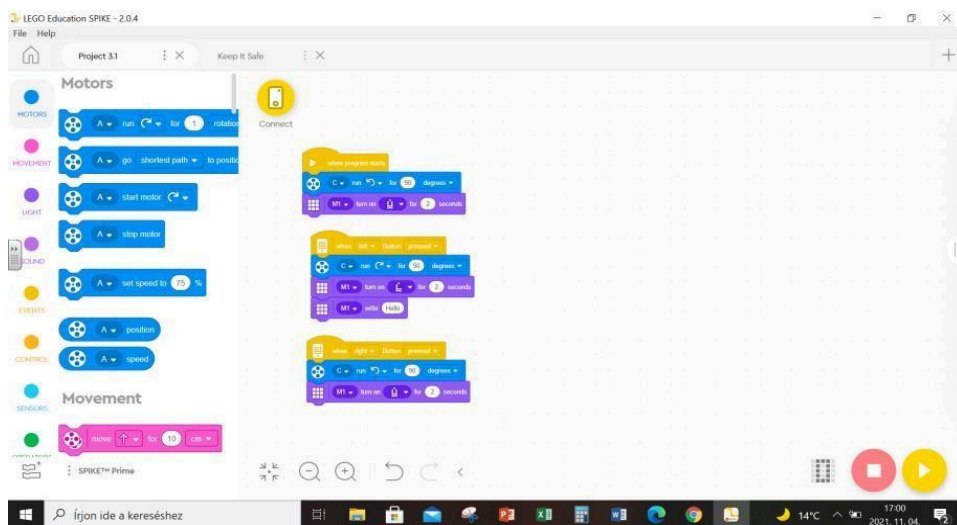 LEGO Education SPIKE - 2.0.4
File Help
Project 3.1
Keep It Safe
MOTORS
MOVEMENT
LIGHT
SOUND
EVENTS
CONTROL
SENSORS
OPERATORS
Motors
A run for 1 rotatio
A go shortest path to positio
A start motor
A stop motor
A set speed to 75 %
A position
A speed
Movement
move for 10 cm
SPIKE™ Prime
Connect
when program starts
C run for 90 degrees
M1 turn on for 2 seconds
when left Button pressed
C run for 90 degrees
M1 turn on for 2 seconds
M1 write Hello
when right Button pressed
C run for 90 degrees
M1 turn on for 2 seconds
Írjon ide a kereséshez
14°C
17:00
2021. 11. 04.